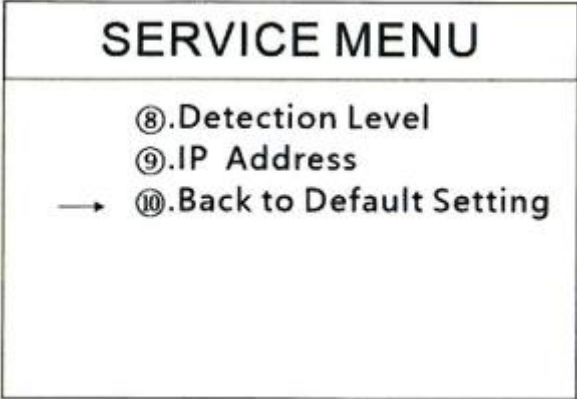 SERVICE MENU
⑧.Detection Level
⑨.IP Address
→ ⑩.Back to Default Setting